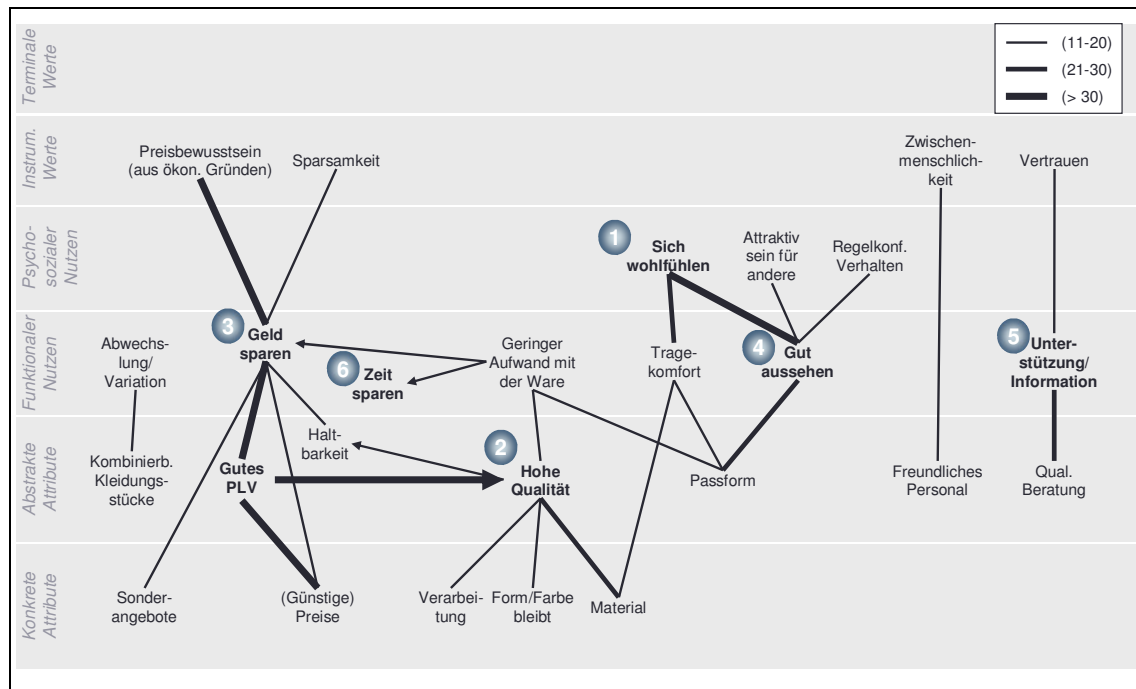 Terminale
Werte
(11-20)
(21-30)
(> 30)
Instrum.
Werte
Preisbewusstsein
(aus ökon. Gründen)
Sparsamkeit
Zwischen-
menschlich-
keit
Vertrauen
Psycho-
sozialer
Nutzen
1
Sich
wohlfühlen
Attraktiv
sein für
andere
Regelkonf.
Verhalten
Funktionaler
Nutzen
Abwechs-
lung/
Variation
3
Geld
sparen
6
Zeit
sparen
Geringer
Aufwand mit
der Ware
Trage-
komfort
4
Gut
aussehen
5
Unter-
stützung/
Information
Abstrakte
Attribute
Kombinierb.
Kleidungs-
stücke
Gutes
PLV
Halt-
barkeit
2
Hohe
Qualität
Passform
Freundliches
Personal
Qual.
Beratung
Konkrete
Attribute
Sonder-
angebote
(Günstige)
Preise
Verarbei-
tung
Form/Farbe
bleibt
Material